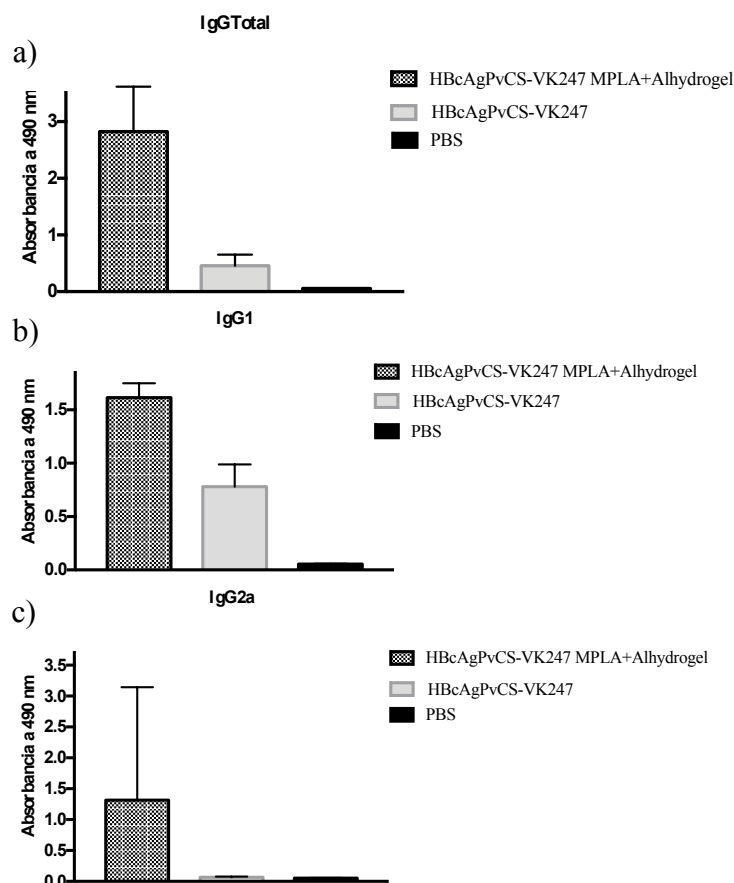 IgGTotal
a)
Absorbancia a 490 nm
3
2
1
0
HBcAgPvCS-VK247 MPLA+Alhydrogel
HBcAgPvCS-VK247
PBS
IgG1
b)
Absorbancia a 490 nm
1.5
1.0
0.5
0.0
HBcAgPvCS-VK247 MPLA+Alhydrogel
HBcAgPvCS-VK247
PBS
IgG2a
c)
Absorbancia a 490 nm
3.5
3.0
2.5
2.0
1.5
1.0
0.5
0.0
HBcAgPvCS-VK247 MPLA+Alhydrogel
HBcAgPvCS-VK247
PBS